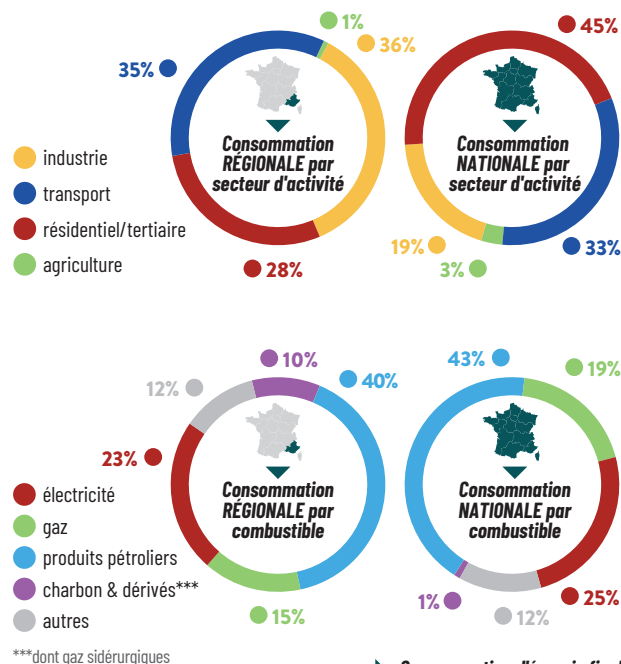 1%
36%
35%
Consommation
RÉGIONALE par
secteur d'activité
28%
45%
Consommation
NATIONALE par
secteur d'activité
19%
3%
33%
industrie
transport
résidentiel/tertiaire
agriculture
10%
40%
12%
23%
Consommation
RÉGIONALE par
combustible
15%
43%
19%
Consommation
NATIONALE par
combustible
1%
12%
25%
électricité
gaz
produits pétroliers
charbon & dérivés***
autres
***dont gaz sidérurgiques